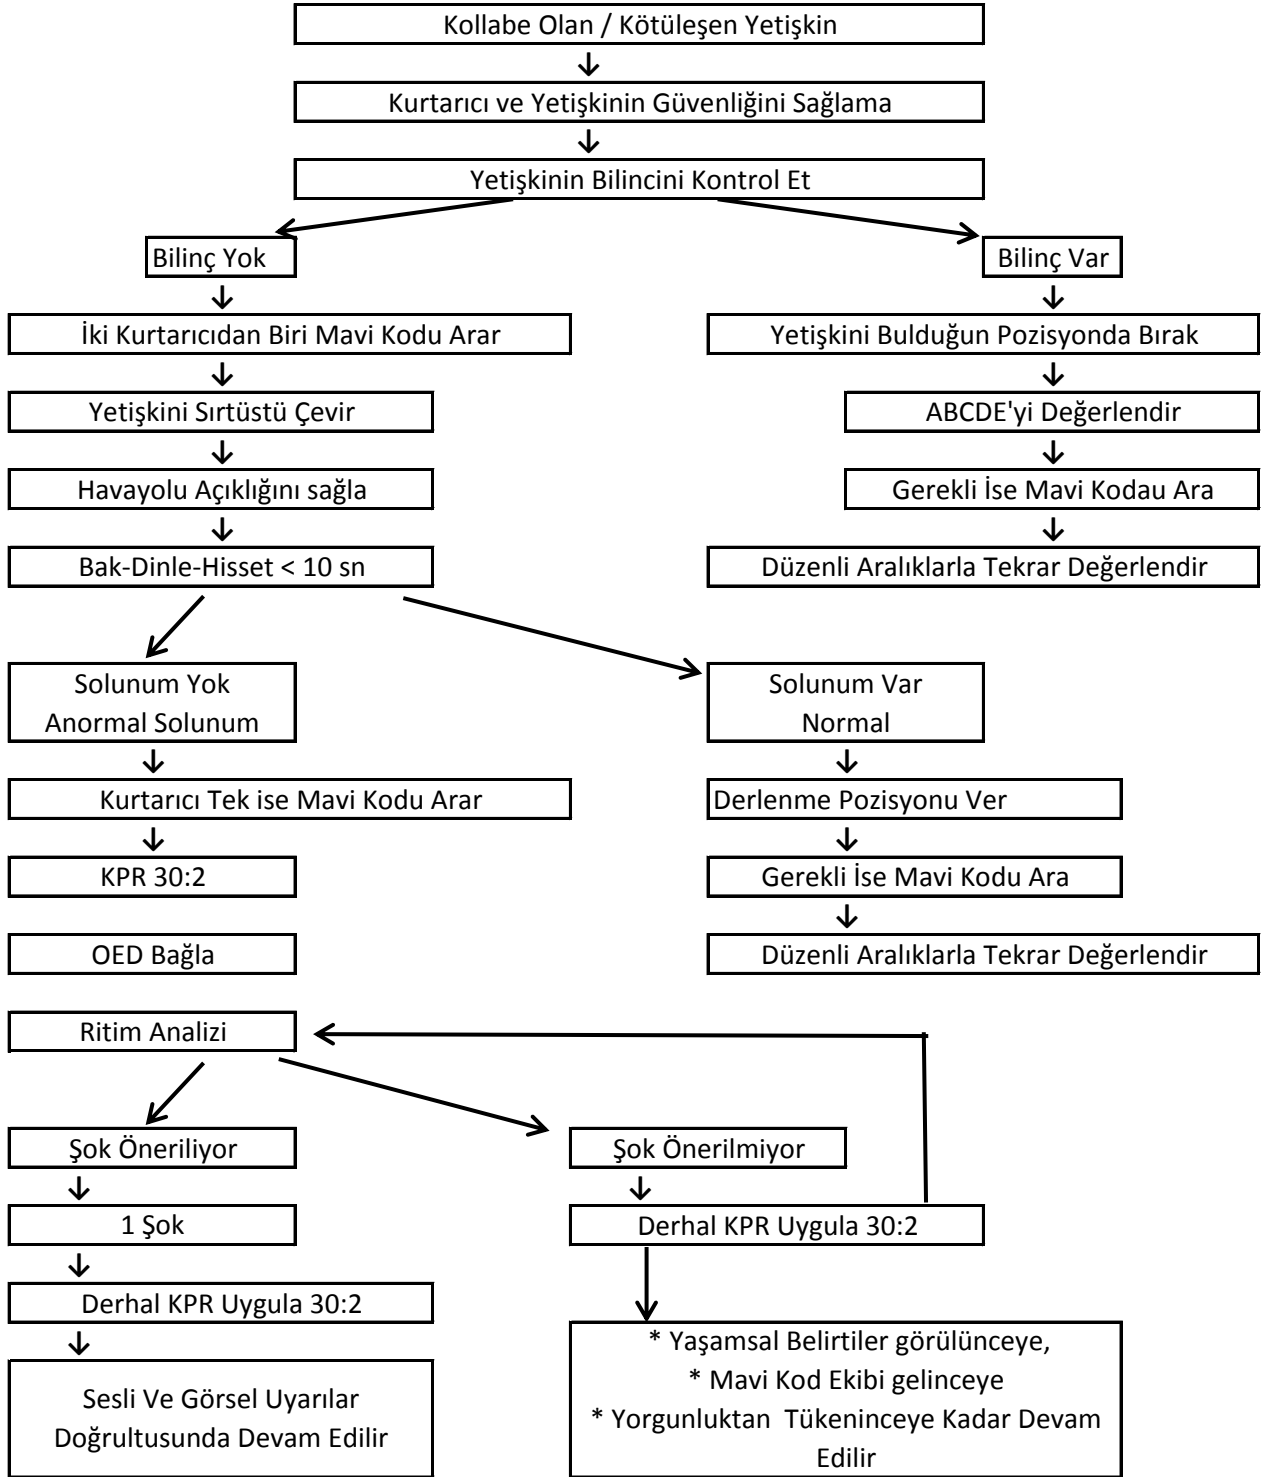 Kollabe Olan / Kötüleşen Yetişkin
Kurtarıcı ve Yetişkinin Güvenliğini Sağlama
Yetişkinin Bilincini Kontrol Et
Bilinç Yok
Bilinç Var
İki Kurtarıcıdan Biri Mavi Kodu Arar
Yetişkini Bulduğun Pozisyonda Bırak
Yetişkini Sırtüstü Çevir
ABCDE'yi Değerlendir
Havayolu Açıklığını sağla
Gerekli İse Mavi Kodau Ara
Bak-Dinle-Hisset < 10 sn
Düzenli Aralıklarla Tekrar Değerlendir
Solunum Yok
Anormal Solunum
Solunum Var
Normal
Kurtarıcı Tek ise Mavi Kodu Arar
Derlenme Pozisyonu Ver
KPR 30:2
Gerekli İse Mavi Kodu Ara
OED Bağla
Düzenli Aralıklarla Tekrar Değerlendir
Ritim Analizi
Şok Öneriliyor
Şok Önerilmiyor
1 Şok
Derhal KPR Uygula 30:2
Derhal KPR Uygula 30:2
Sesli Ve Görsel Uyarılar
Doğrultusunda Devam Edilir
* Yaşamsal Belirtiler görülünceye,
* Mavi Kod Ekibi gelinceye
* Yorgunluktan Tükeninceye Kadar Devam
Edilir